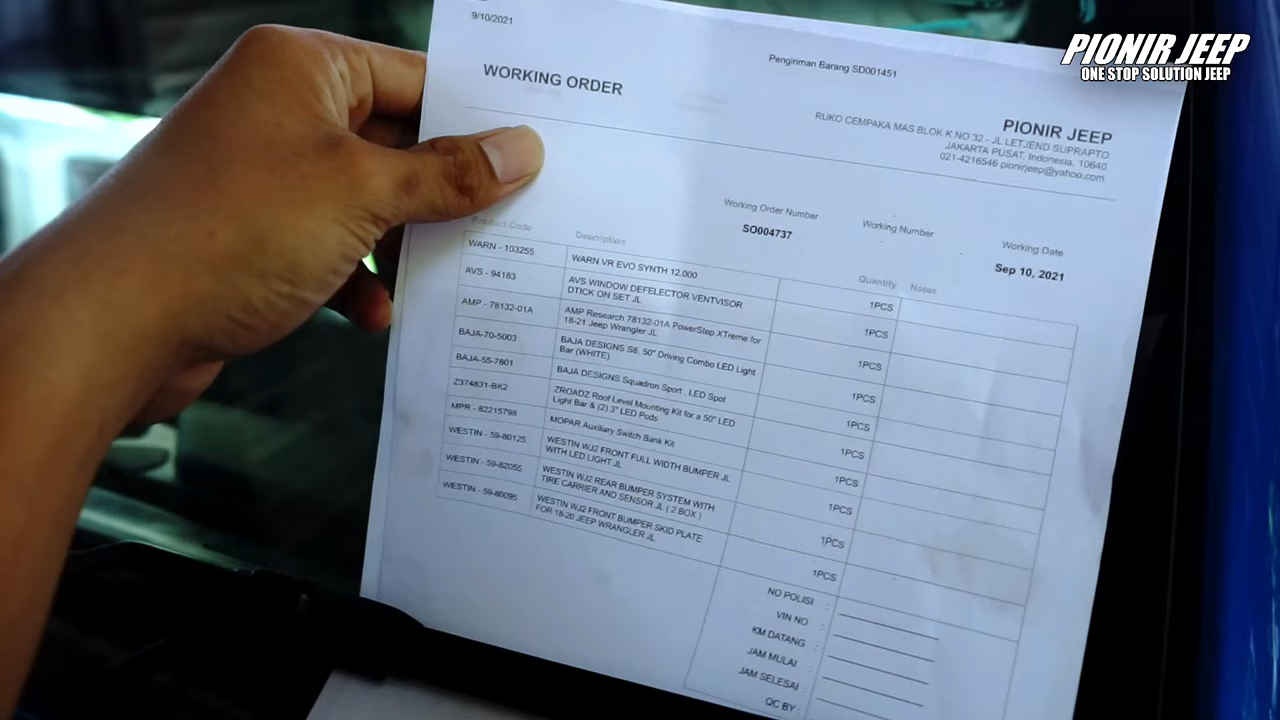 PIONIR JEEP
ONE STOP SOLUTION JEEP
9/10/2021
Pengiriman Barang SD001451
WORKING ORDER
PIONIR JEEP
RUKO CEMPAKA MAS BLOK K NO 32 - JL LETJEND SUPRAPTO
JAKARTA PUSAT, Indonesia, 10640
021-4216546 pionirjeep@yahoo.com
Working Order Number
Working Number
Working Date
SO004737
Sep 10, 2021
Product Code
Description
Quantity
Notes
WARN - 103255
WARN VR EVO SYNTH 12.000
1PCS
AVS - 94183
AVS WINDOW DEFELECTOR VENTVISOR
DTICK ON SET JL
1PCS
AMP - 78132-01A
AMP Research 78132-01A PowerStep XTreme for
18-21 Jeep Wrangler JL
1PCS
BAJA-70-5003
BAJA DESIGNS S8, 50" Driving Combo LED Light
Bar (WHITE)
1PCS
BAJA-55-7801
BAJA DESIGNS Squadron Sport , LED Spot
1PCS
Z374831-BK2
ZROADZ Roof Level Mounting Kit for a 50" LED
Light Bar & (2) 3" LED Pods
1PCS
MPR - 82215798
MOPAR Auxiliary Switch Bank Kit
1PCS
WESTIN - 59-80125
WESTIN WJ2 FRONT FULL WIDTH BUMPER JL
WITH LED LIGHT JL
1PCS
WESTIN - 59-82055
WESTIN WJ2 REAR BUMPER SYSTEM WITH
TIRE CARRIER AND SENSOR JL ( 2 BOX )
1PCS
WESTIN - 59-80095
WESTIN WJ2 FRONT BUMPER SKID PLATE
FOR 18-20 JEEP WRANGLER JL
1PCS
NO POLISI :
VIN NO :
KM DATANG :
JAM MULAI :
JAM SELESAI :
QC BY :